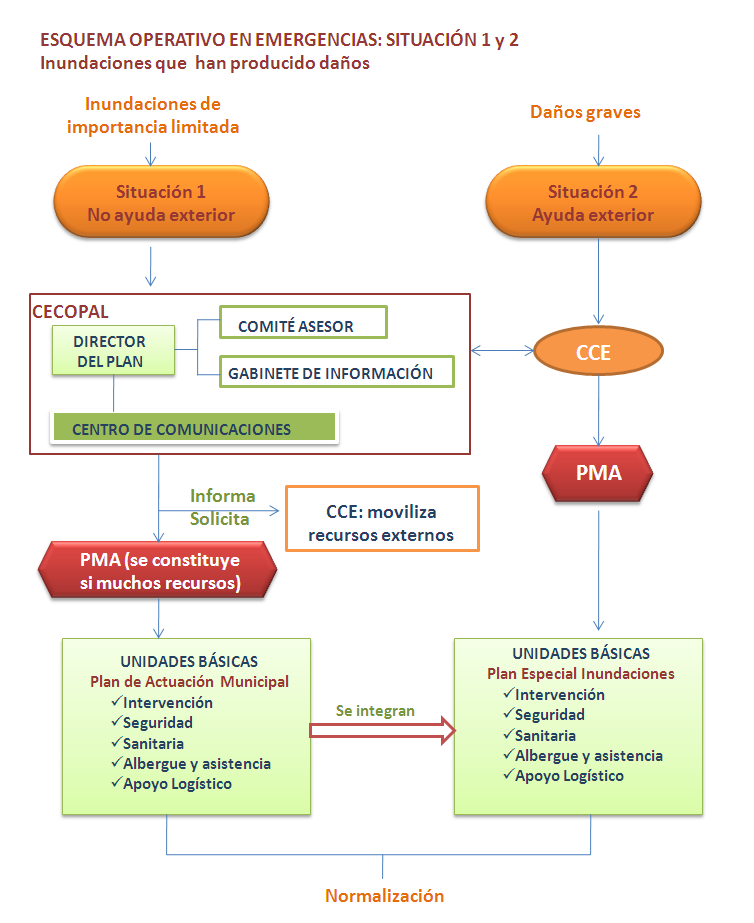 ESQUEMA OPERATIVO EN EMERGENCIAS: SITUACIÓN 1 y 2
Inundaciones que han producido daños
Inundaciones de
importancia limitada
Daños graves
Situación 1
No ayuda exterior
Situación 2
Ayuda exterior
CECOPAL
DIRECTOR
DEL PLAN
COMITÉ ASESOR
GABINETE DE INFORMACIÓN
CENTRO DE COMUNICACIONES
CCE
PMA
Informa
Solicita
CCE: moviliza
recursos externos
PMA (se constituye
si muchos recursos)
UNIDADES BÁSICAS
Plan de Actuación Municipal
✓Intervención
✓Seguridad
✓Sanitaria
✓Albergue y asistencia
✓Apoyo Logístico
Se integran
UNIDADES BÁSICAS
Plan Especial Inundaciones
✓Intervención
✓Seguridad
✓Sanitaria
✓Albergue y asistencia
✓Apoyo Logístico
Normalización